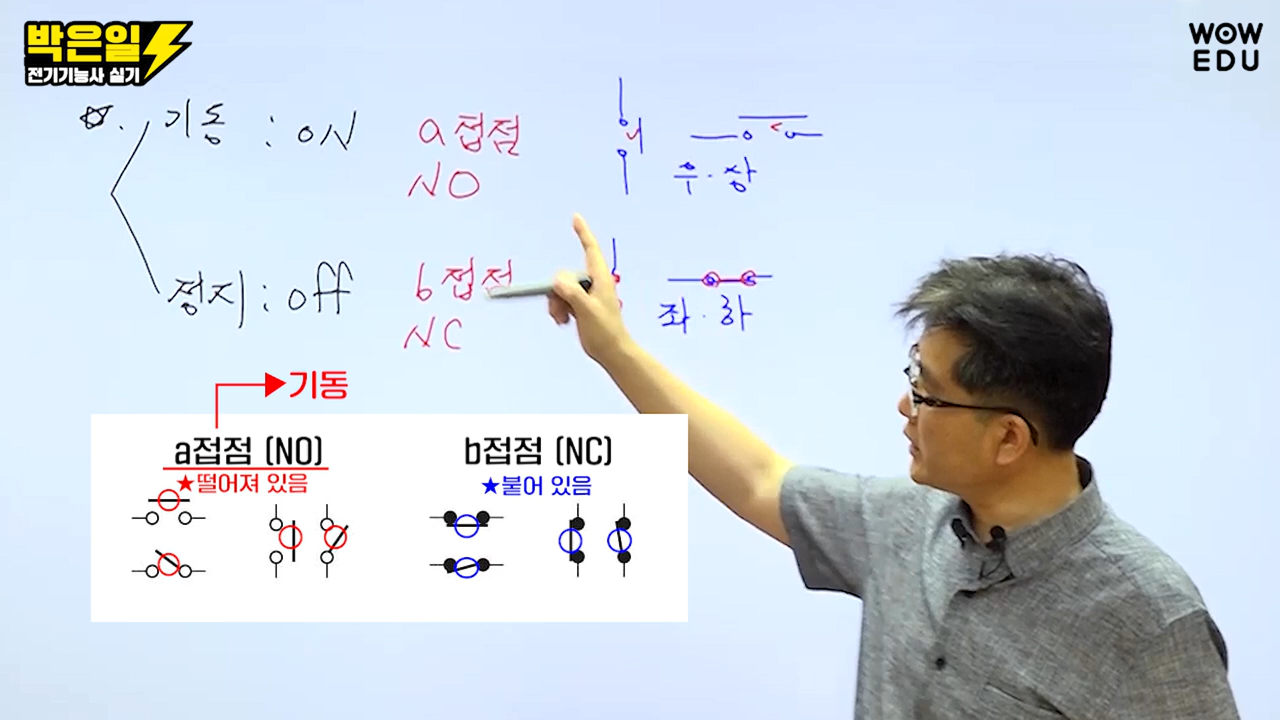 박은일
전기기능사 실기
WOW
EDU
☆. 기동 : ON a접점
NO
우·상
정지 : off b접점
NC
좌·하
기동
a접점 (NO)
★떨어져 있음
b접점 (NC)
★붙어 있음